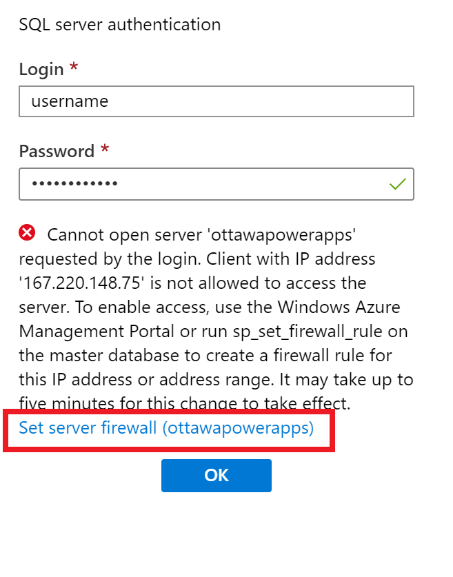 SQL server authentication
Login *
username
Password *
••••••••••••
Cannot open server 'ottawapowerapps'
requested by the login. Client with IP address
'167.220.148.75' is not allowed to access the
server. To enable access, use the Windows Azure
Management Portal or run sp_set_firewall_rule on
the master database to create a firewall rule for
this IP address or address range. It may take up to
five minutes for this change to take effect.
Set server firewall (ottawapowerapps)
OK